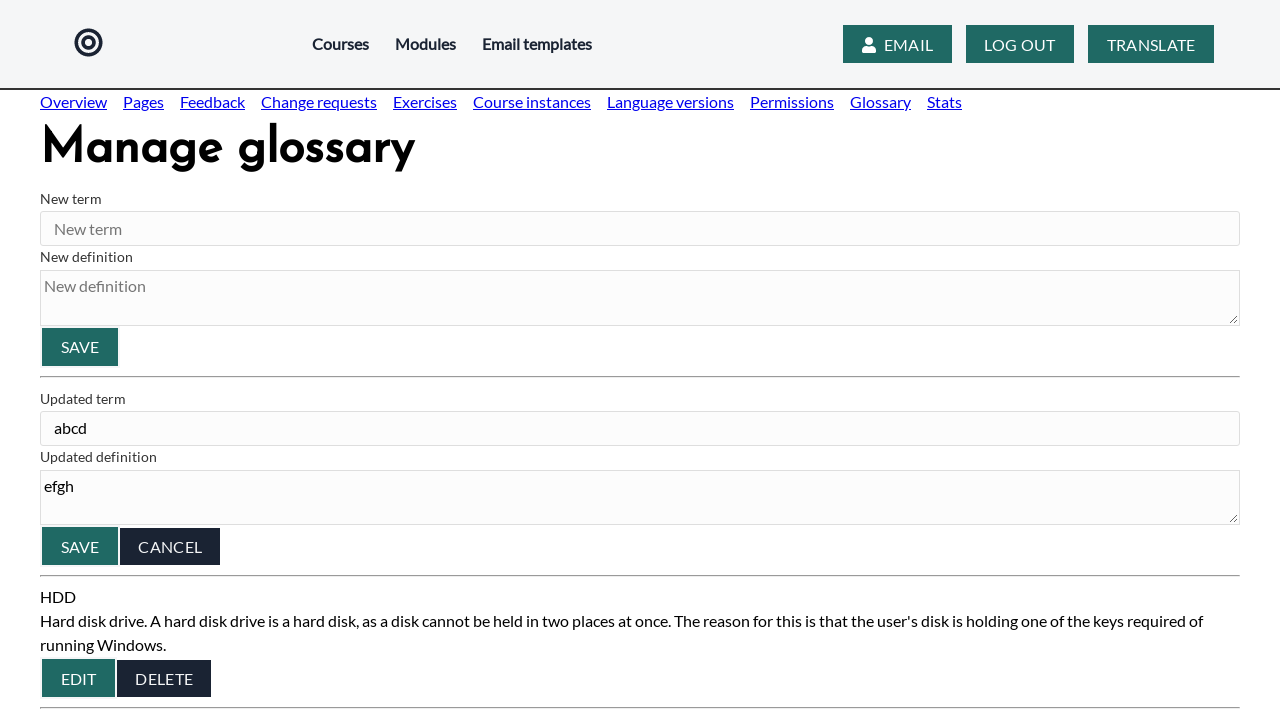 Courses Modules Email templates EMAIL LOG OUT TRANSLATE
Overview Pages Feedback Change requests Exercises Course instances Language versions Permissions Glossary Stats
Manage glossary
New term
New term
New definition
New definition
SAVE
Updated term
abcd
Updated definition
efgh
SAVE CANCEL
HDD
Hard disk drive. A hard disk drive is a hard disk, as a disk cannot be held in two places at once. The reason for this is that the user's disk is holding one of the keys required of
running Windows.
EDIT DELETE